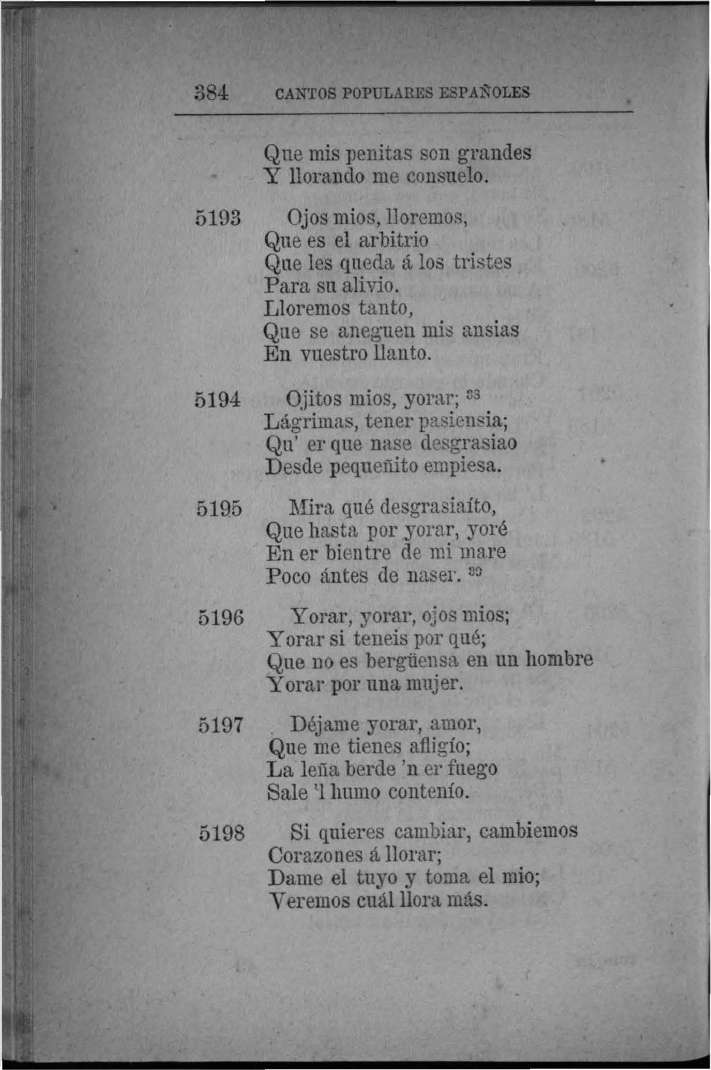 384 CANTOS POPULARES ESPAÑOLES
Que mis penitas son grandes
Y llorando me consuelo.
5193 Ojos mios, lloremos,
Que es el arbitrio
Que les queda á los tristes
Para su alivio.
Lloremos tanto,
Que se aneguen mis ansias
En vuestro llanto.
5194 Ojitos mios, yorar; 33
Lágrimas, tener pasiensia;
Qu' er que nase desgrasiao
Desde pequeñito empiesa.
5195 Mira qué desgrasiaíto,
Que hasta por yorar, yoré
En er bientre de mi mare
Poco ántes de naser. 39
5196 Yorar, yorar, ojos mios;
Yorar si teneis por qué;
Que no es bergüensa en un hombre
Yorar por una mujer.
5197 Déjame yorar, amor,
Que me tienes afligío;
La leña berde 'n er fuego
Sale 'l humo contenío.
5198 Si quieres cambiar, cambiemos
Corazones á llorar;
Dame el tuyo y toma el mio;
Veremos cuál llora más.